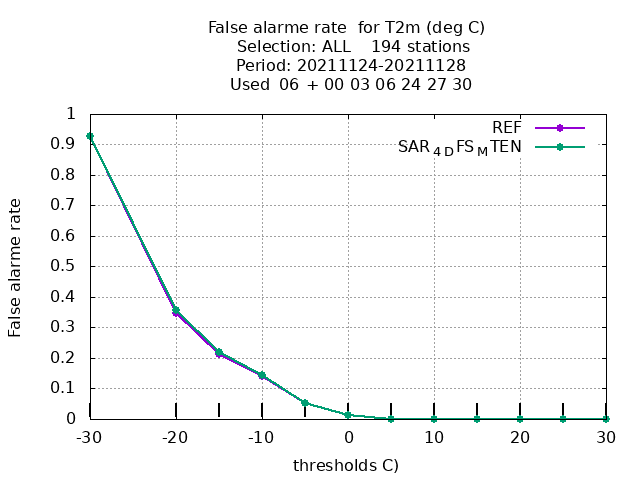 False alarme rate  for T2m (deg C)
Selection: ALL    194 stations
Period: 20211124-20211128
Used  06  + 00 03 06 24 27 30
REF
SAR4DFSMTEN
1
0.9
0.8
0.7
0.6
0.5
0.4
0.3
0.2
0.1
0
False alarme rate
-30 -20 -10 0 10 20 30
thresholds C)